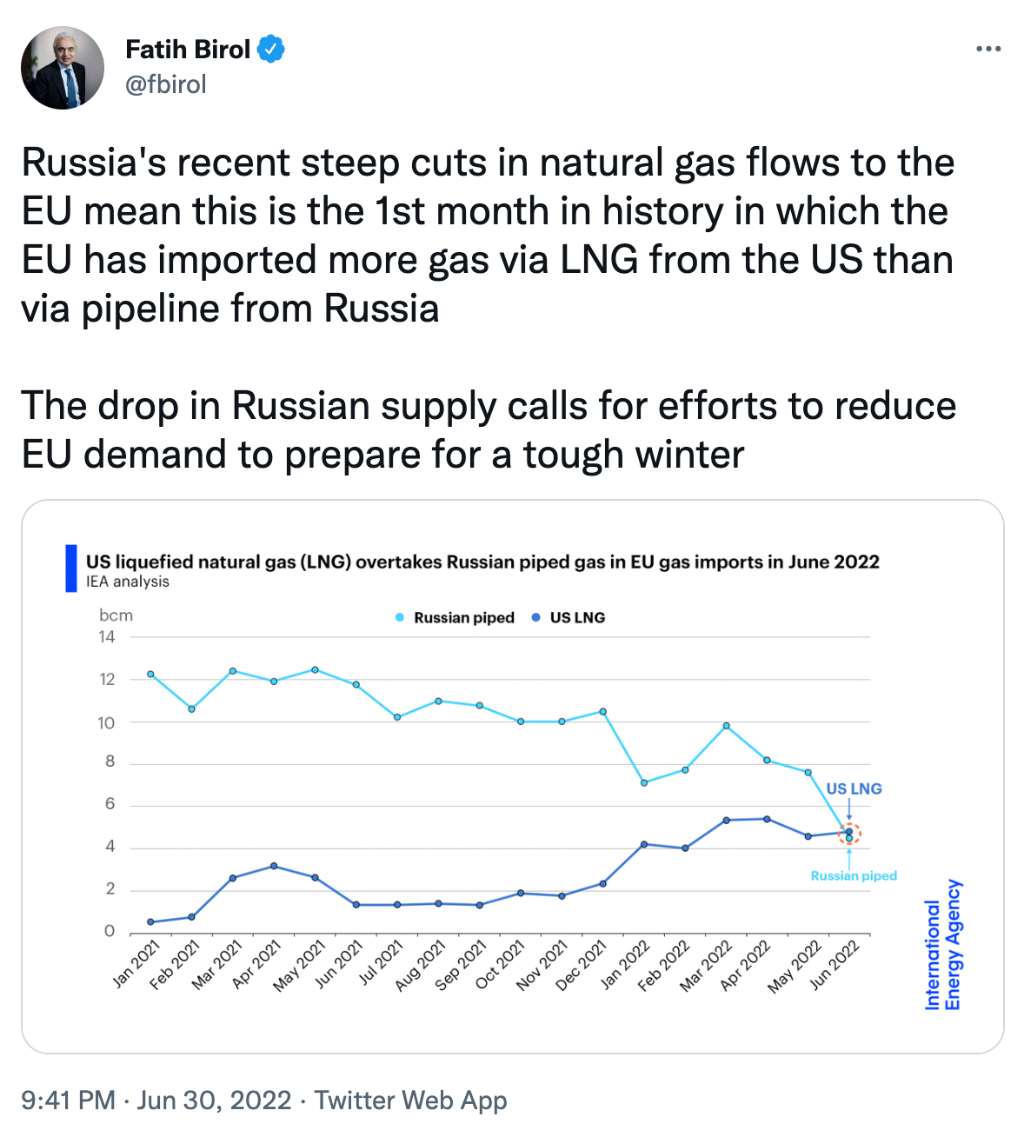 Fatih Birol
@fbirol
Russia's recent steep cuts in natural gas flows to the
EU mean this is the 1st month in history in which the
EU has imported more gas via LNG from the US than
via pipeline from Russia
The drop in Russian supply calls for efforts to reduce
EU demand to prepare for a tough winter
US liquefied natural gas (LNG) overtakes Russian piped gas in EU gas imports in June 2022
IEA analysis
bcm
Russian piped US LNG
14
12
10
8
6
4
2
0
US LNG
Russian piped
Jan 2021 Feb 2021 Mar 2021 Apr 2021 May 2021 Jun 2021 Jul 2021 Aug 2021 Sep 2021 Oct 2021 Nov 2021 Dec 2021 Jan 2022 Feb 2022 Mar 2022 Apr 2022 May 2022 Jun 2022
International
Energy Agency
9:41 PM · Jun 30, 2022 · Twitter Web App